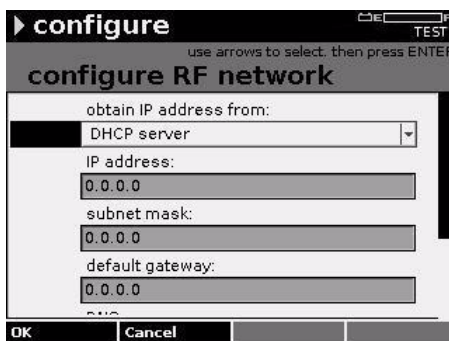 configure
TEST
use arrows to select. then press ENTER
configure RF network
obtain IP address from:
DHCP server
IP address:
0.0.0.0
subnet mask:
0.0.0.0
default gateway:
0.0.0.0
OK
Cancel